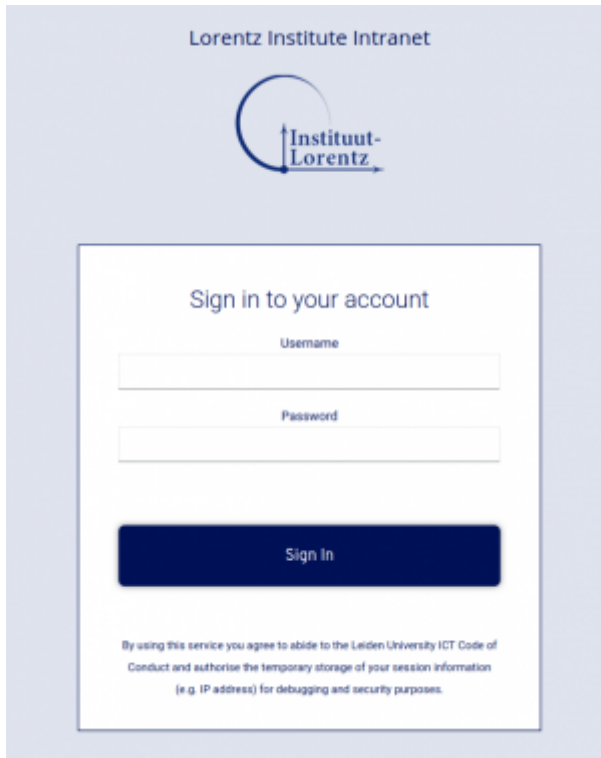 Lorentz Institute Intranet
Instituut-
Lorentz
Sign in to your account
Username
Password
Sign In
By using this service you agree to abide to the Leiden University ICT Code of
Conduct and authorise the temporary storage of your session information
(e.g. IP address) for debugging and security purposes.